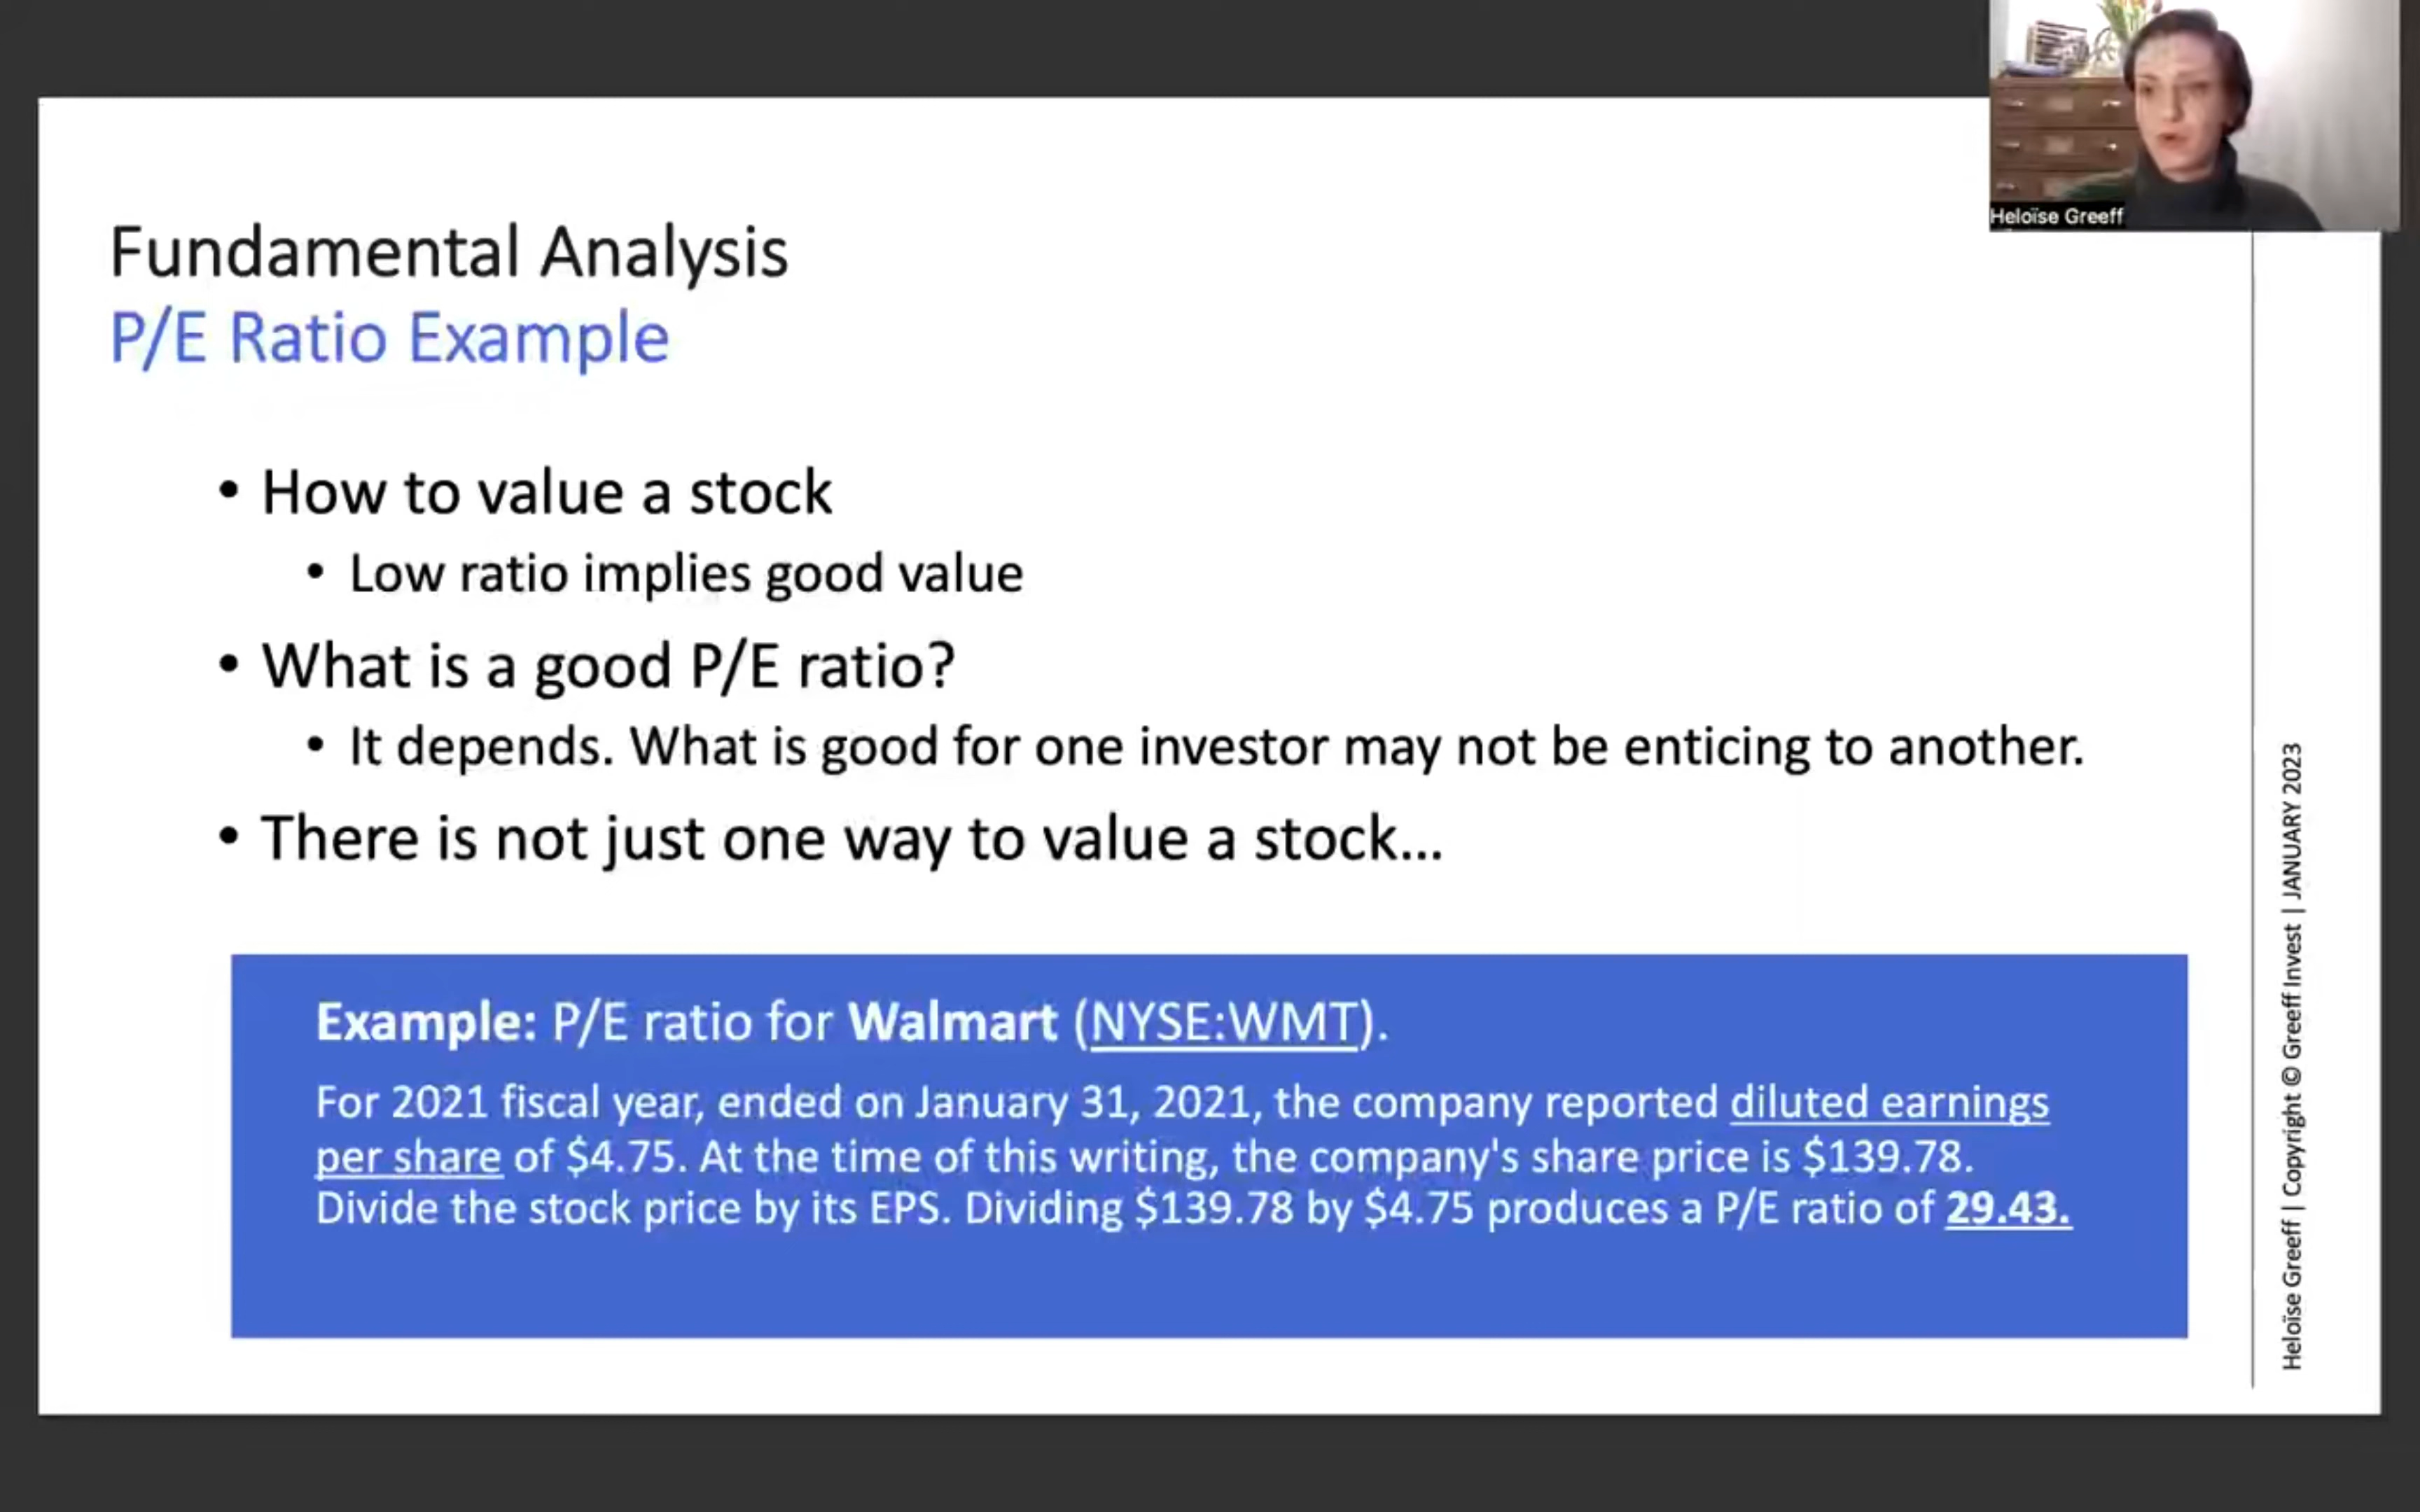 Heloïse Greeff
Fundamental Analysis
P/E Ratio Example
• How to value a stock
• Low ratio implies good value
• What is a good P/E ratio?
• It depends. What is good for one investor may not be enticing to another.
• There is not just one way to value a stock...
Example: P/E ratio for Walmart (NYSE:WMT).
For 2021 fiscal year, ended on January 31, 2021, the company reported diluted earnings
per share of $4.75. At the time of this writing, the company's share price is $139.78.
Divide the stock price by its EPS. Dividing $139.78 by $4.75 produces a P/E ratio of 29.43.
Heloïse Greeff | Copyright © Greeff Invest | JANUARY 2023